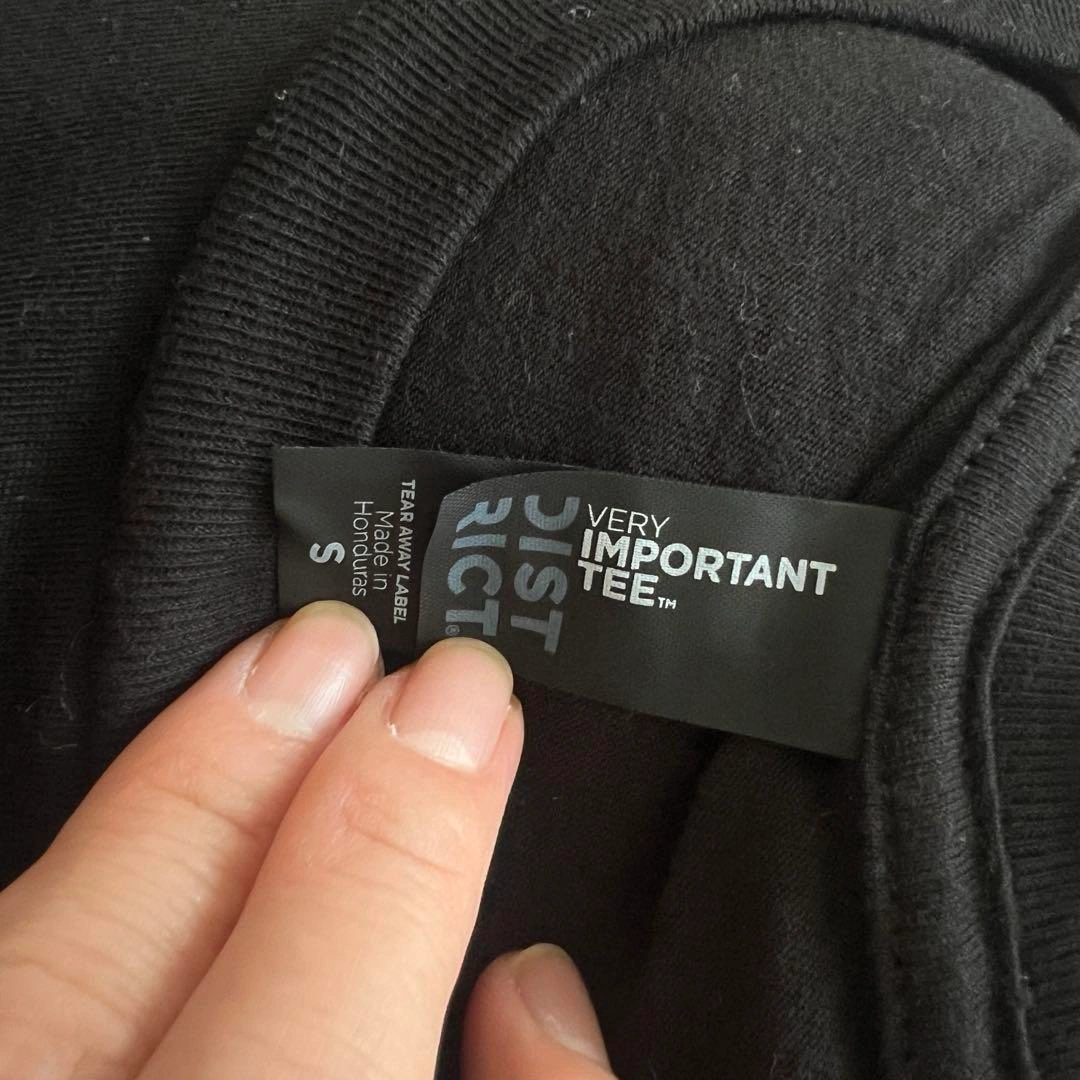 VERY
IMPORTANT
TEE™
DIST
RICT®
TEAR AWAY LABEL
Made in
Honduras
S